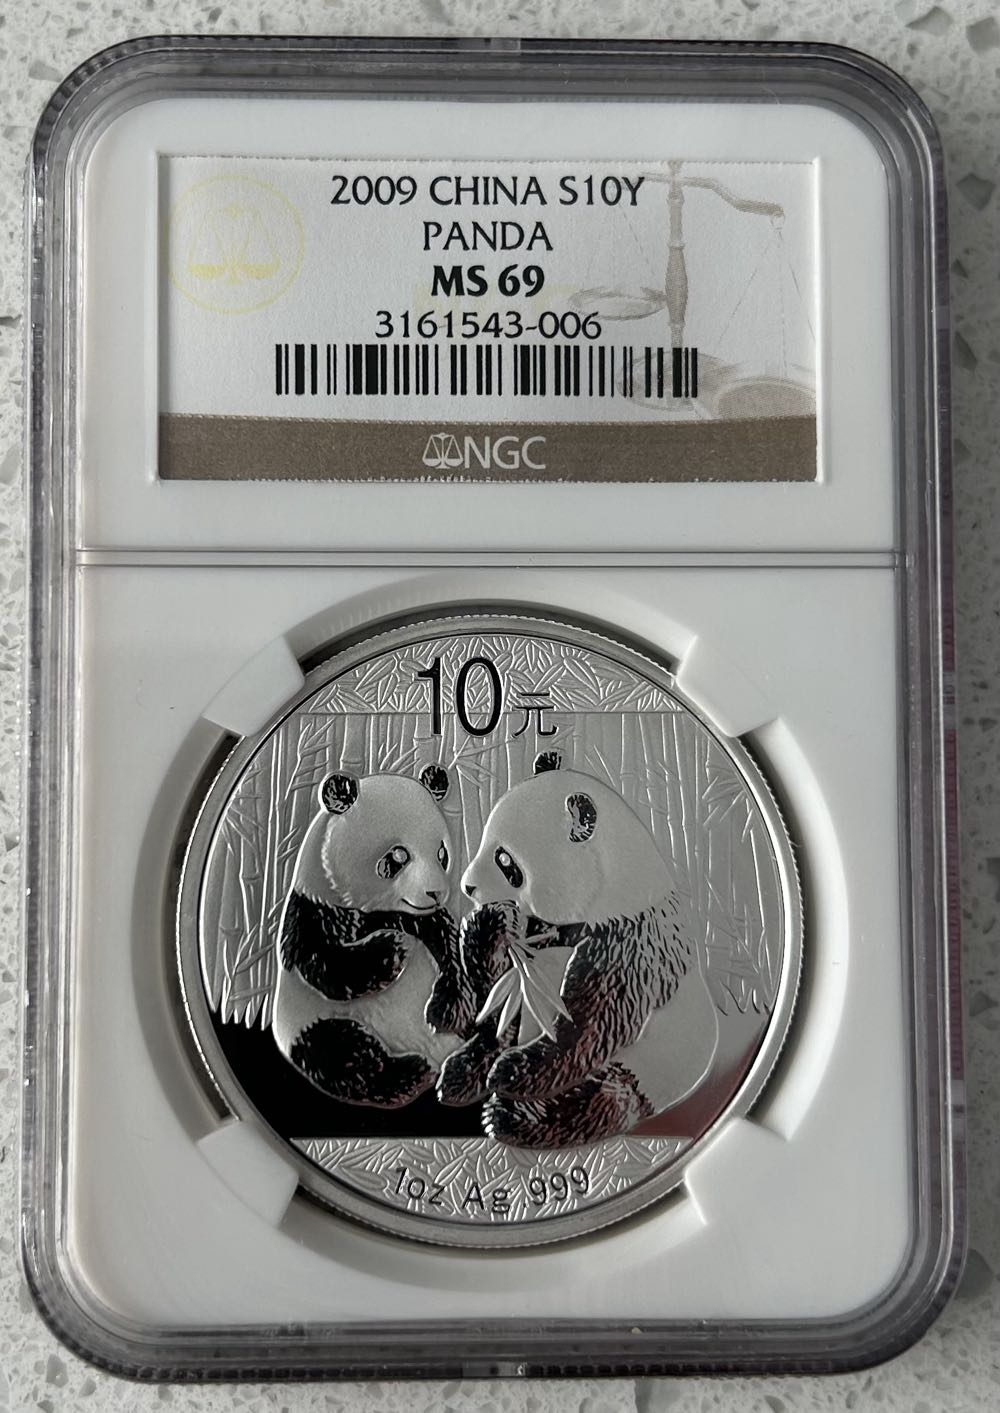 2009 CHINA S10Y
PANDA
MS 69
3161543-006
NGC
10元
1oz Ag .999